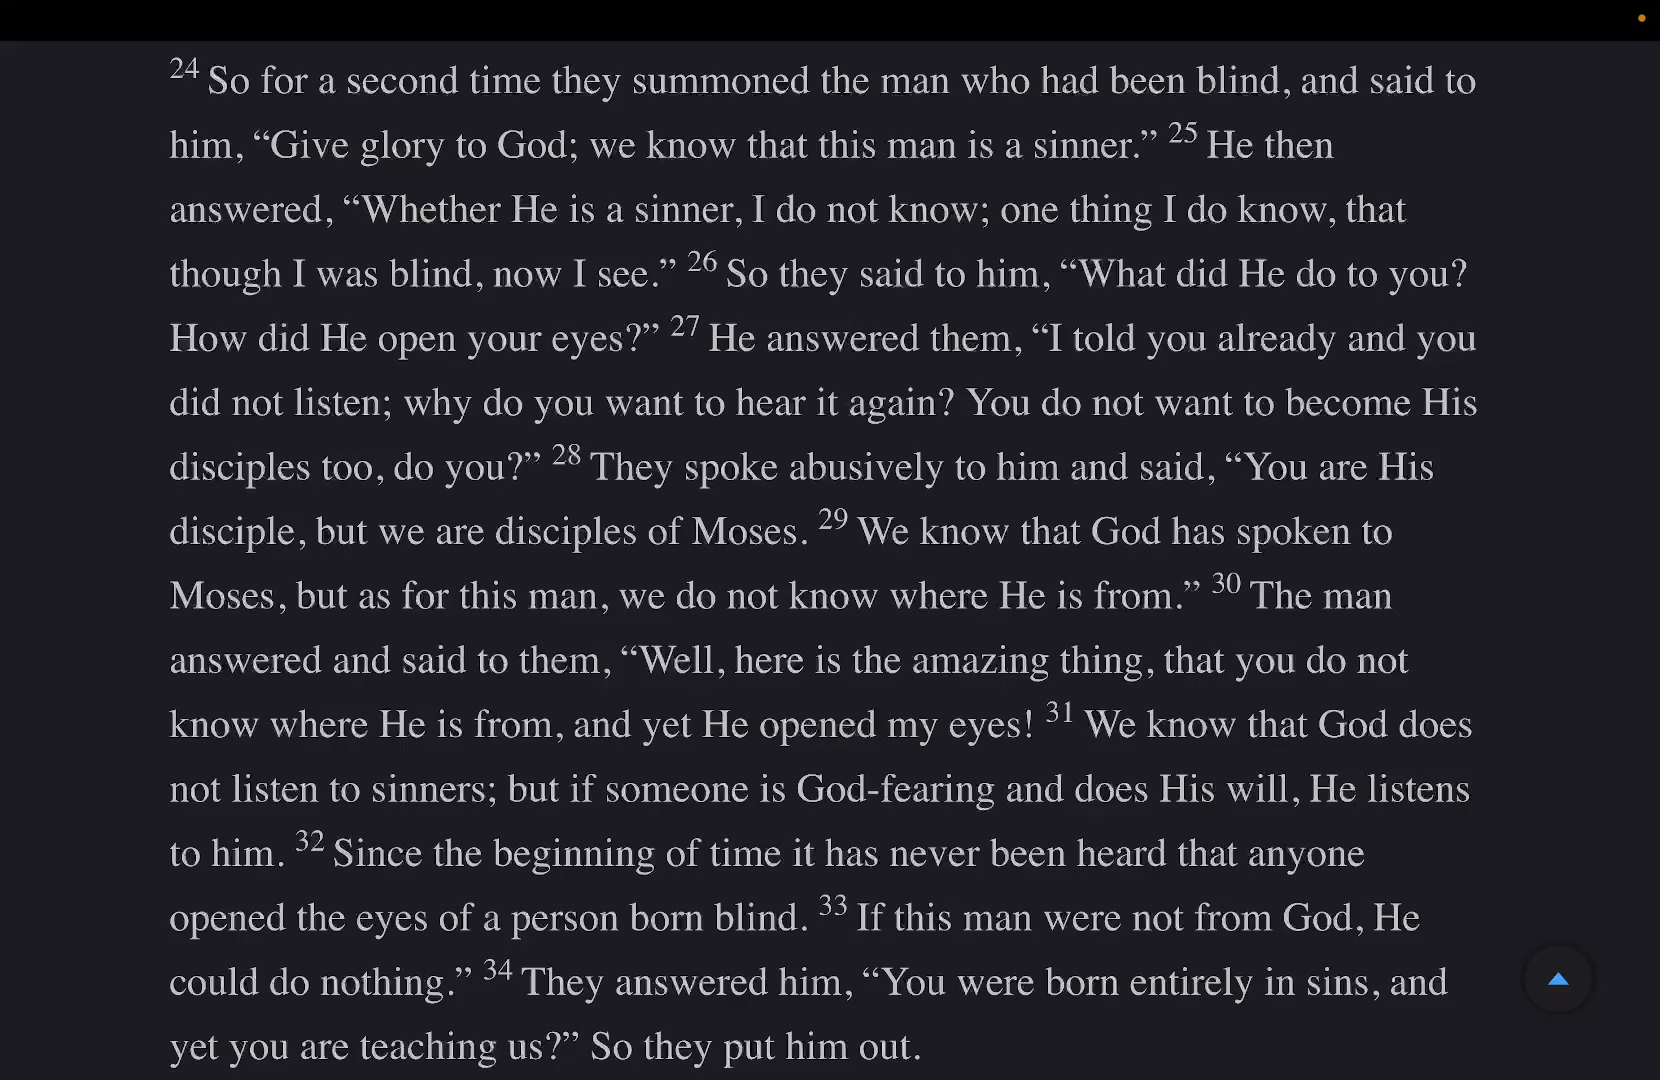 24 So for a second time they summoned the man who had been blind, and said to
him, “Give glory to God; we know that this man is a sinner.” 25 He then
answered, “Whether He is a sinner, I do not know; one thing I do know, that
though I was blind, now I see.” 26 So they said to him, “What did He do to you?
How did He open your eyes?” 27 He answered them, “I told you already and you
did not listen; why do you want to hear it again? You do not want to become His
disciples too, do you?” 28 They spoke abusively to him and said, “You are His
disciple, but we are disciples of Moses. 29 We know that God has spoken to
Moses, but as for this man, we do not know where He is from.” 30 The man
answered and said to them, “Well, here is the amazing thing, that you do not
know where He is from, and yet He opened my eyes! 31 We know that God does
not listen to sinners; but if someone is God-fearing and does His will, He listens
to him. 32 Since the beginning of time it has never been heard that anyone
opened the eyes of a person born blind. 33 If this man were not from God, He
could do nothing.” 34 They answered him, “You were born entirely in sins, and
yet you are teaching us?” So they put him out.